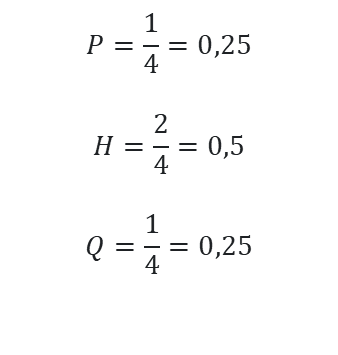 P = 1/4 = 0,25
H = 2/4 = 0,5
Q = 1/4 = 0,25